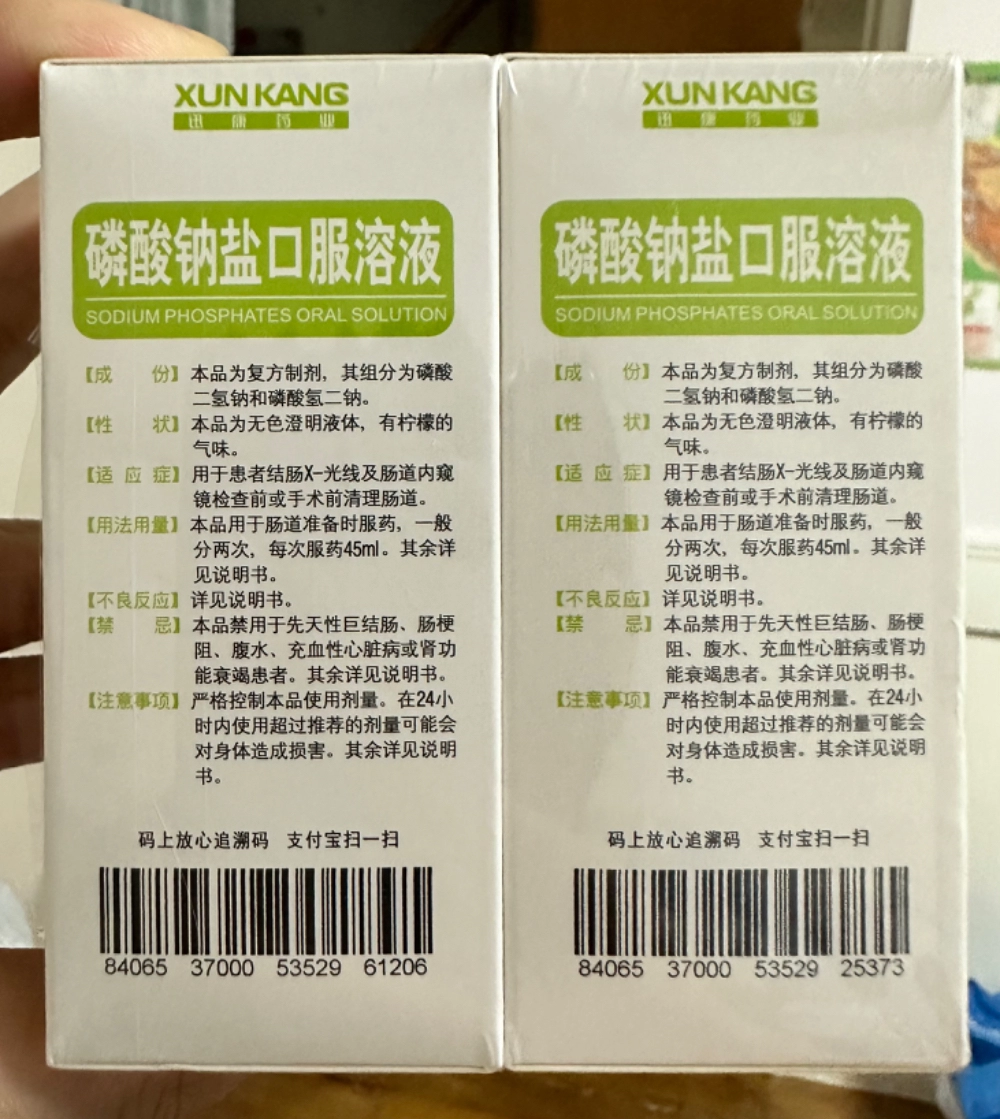 XUN KANG
迅康药业
磷酸钠盐口服溶液
SODIUM PHOSPHATES ORAL SOLUTION
【成份】本品为复方制剂，其组分为磷酸
二氢钠和磷酸氢二钠。
【性状】本品为无色澄明液体，有柠檬的
气味。
【适应症】用于患者结肠X-光线及肠道内窥
镜检查前或手术前清理肠道。
【用法用量】本品用于肠道准备时服药，一般
分两次，每次服药45ml。其余详
见说明书。
【不良反应】详见说明书。
【禁忌】本品禁用于先天性巨结肠、肠梗
阻、腹水、充血性心脏病或肾功
能衰竭患者。其余详见说明书。
【注意事项】严格控制本品使用剂量。在24小
时内使用超过推荐的剂量可能会
对身体造成损害。其余详见说明
书。
码上放心追溯码 支付宝扫一扫
84065 37000 53529 61206
XUN KANG
迅康药业
磷酸钠盐口服溶液
SODIUM PHOSPHATES ORAL SOLUTION
【成份】本品为复方制剂，其组分为磷酸
二氢钠和磷酸氢二钠。
【性状】本品为无色澄明液体，有柠檬的
气味。
【适应症】用于患者结肠X-光线及肠道内窥
镜检查前或手术前清理肠道。
【用法用量】本品用于肠道准备时服药，一般
分两次，每次服药45ml。其余详
见说明书。
【不良反应】详见说明书。
【禁忌】本品禁用于先天性巨结肠、肠梗
阻、腹水、充血性心脏病或肾功
能衰竭患者。其余详见说明书。
【注意事项】严格控制本品使用剂量。在24小
时内使用超过推荐的剂量可能会
对身体造成损害。其余详见说明
书。
码上放心追溯码 支付宝扫一扫
84065 37000 53529 25373